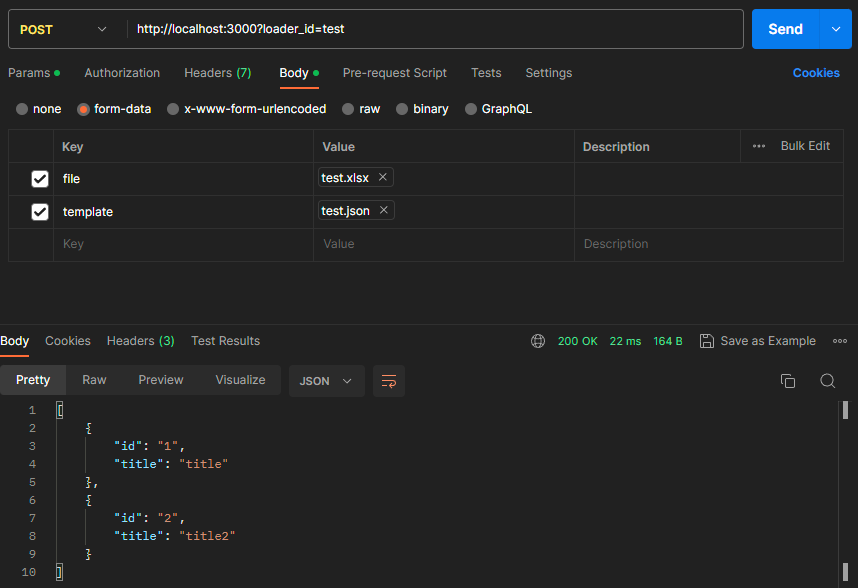 POST http://localhost:3000?loader_id=test Send
Params Authorization Headers (7) Body Pre-request Script Tests Settings Cookies
none form-data x-www-form-urlencoded raw binary GraphQL
Key Value Description Bulk Edit
file test.xlsx
template test.json
Key Value Description
Body Cookies Headers (3) Test Results 200 OK 22 ms 164 B Save as Example
Pretty Raw Preview Visualize JSON
1 [
2 {
3 "id": "1",
4 "title": "title"
5 },
6 {
7 "id": "2",
8 "title": "title2"
9 }
10 ]